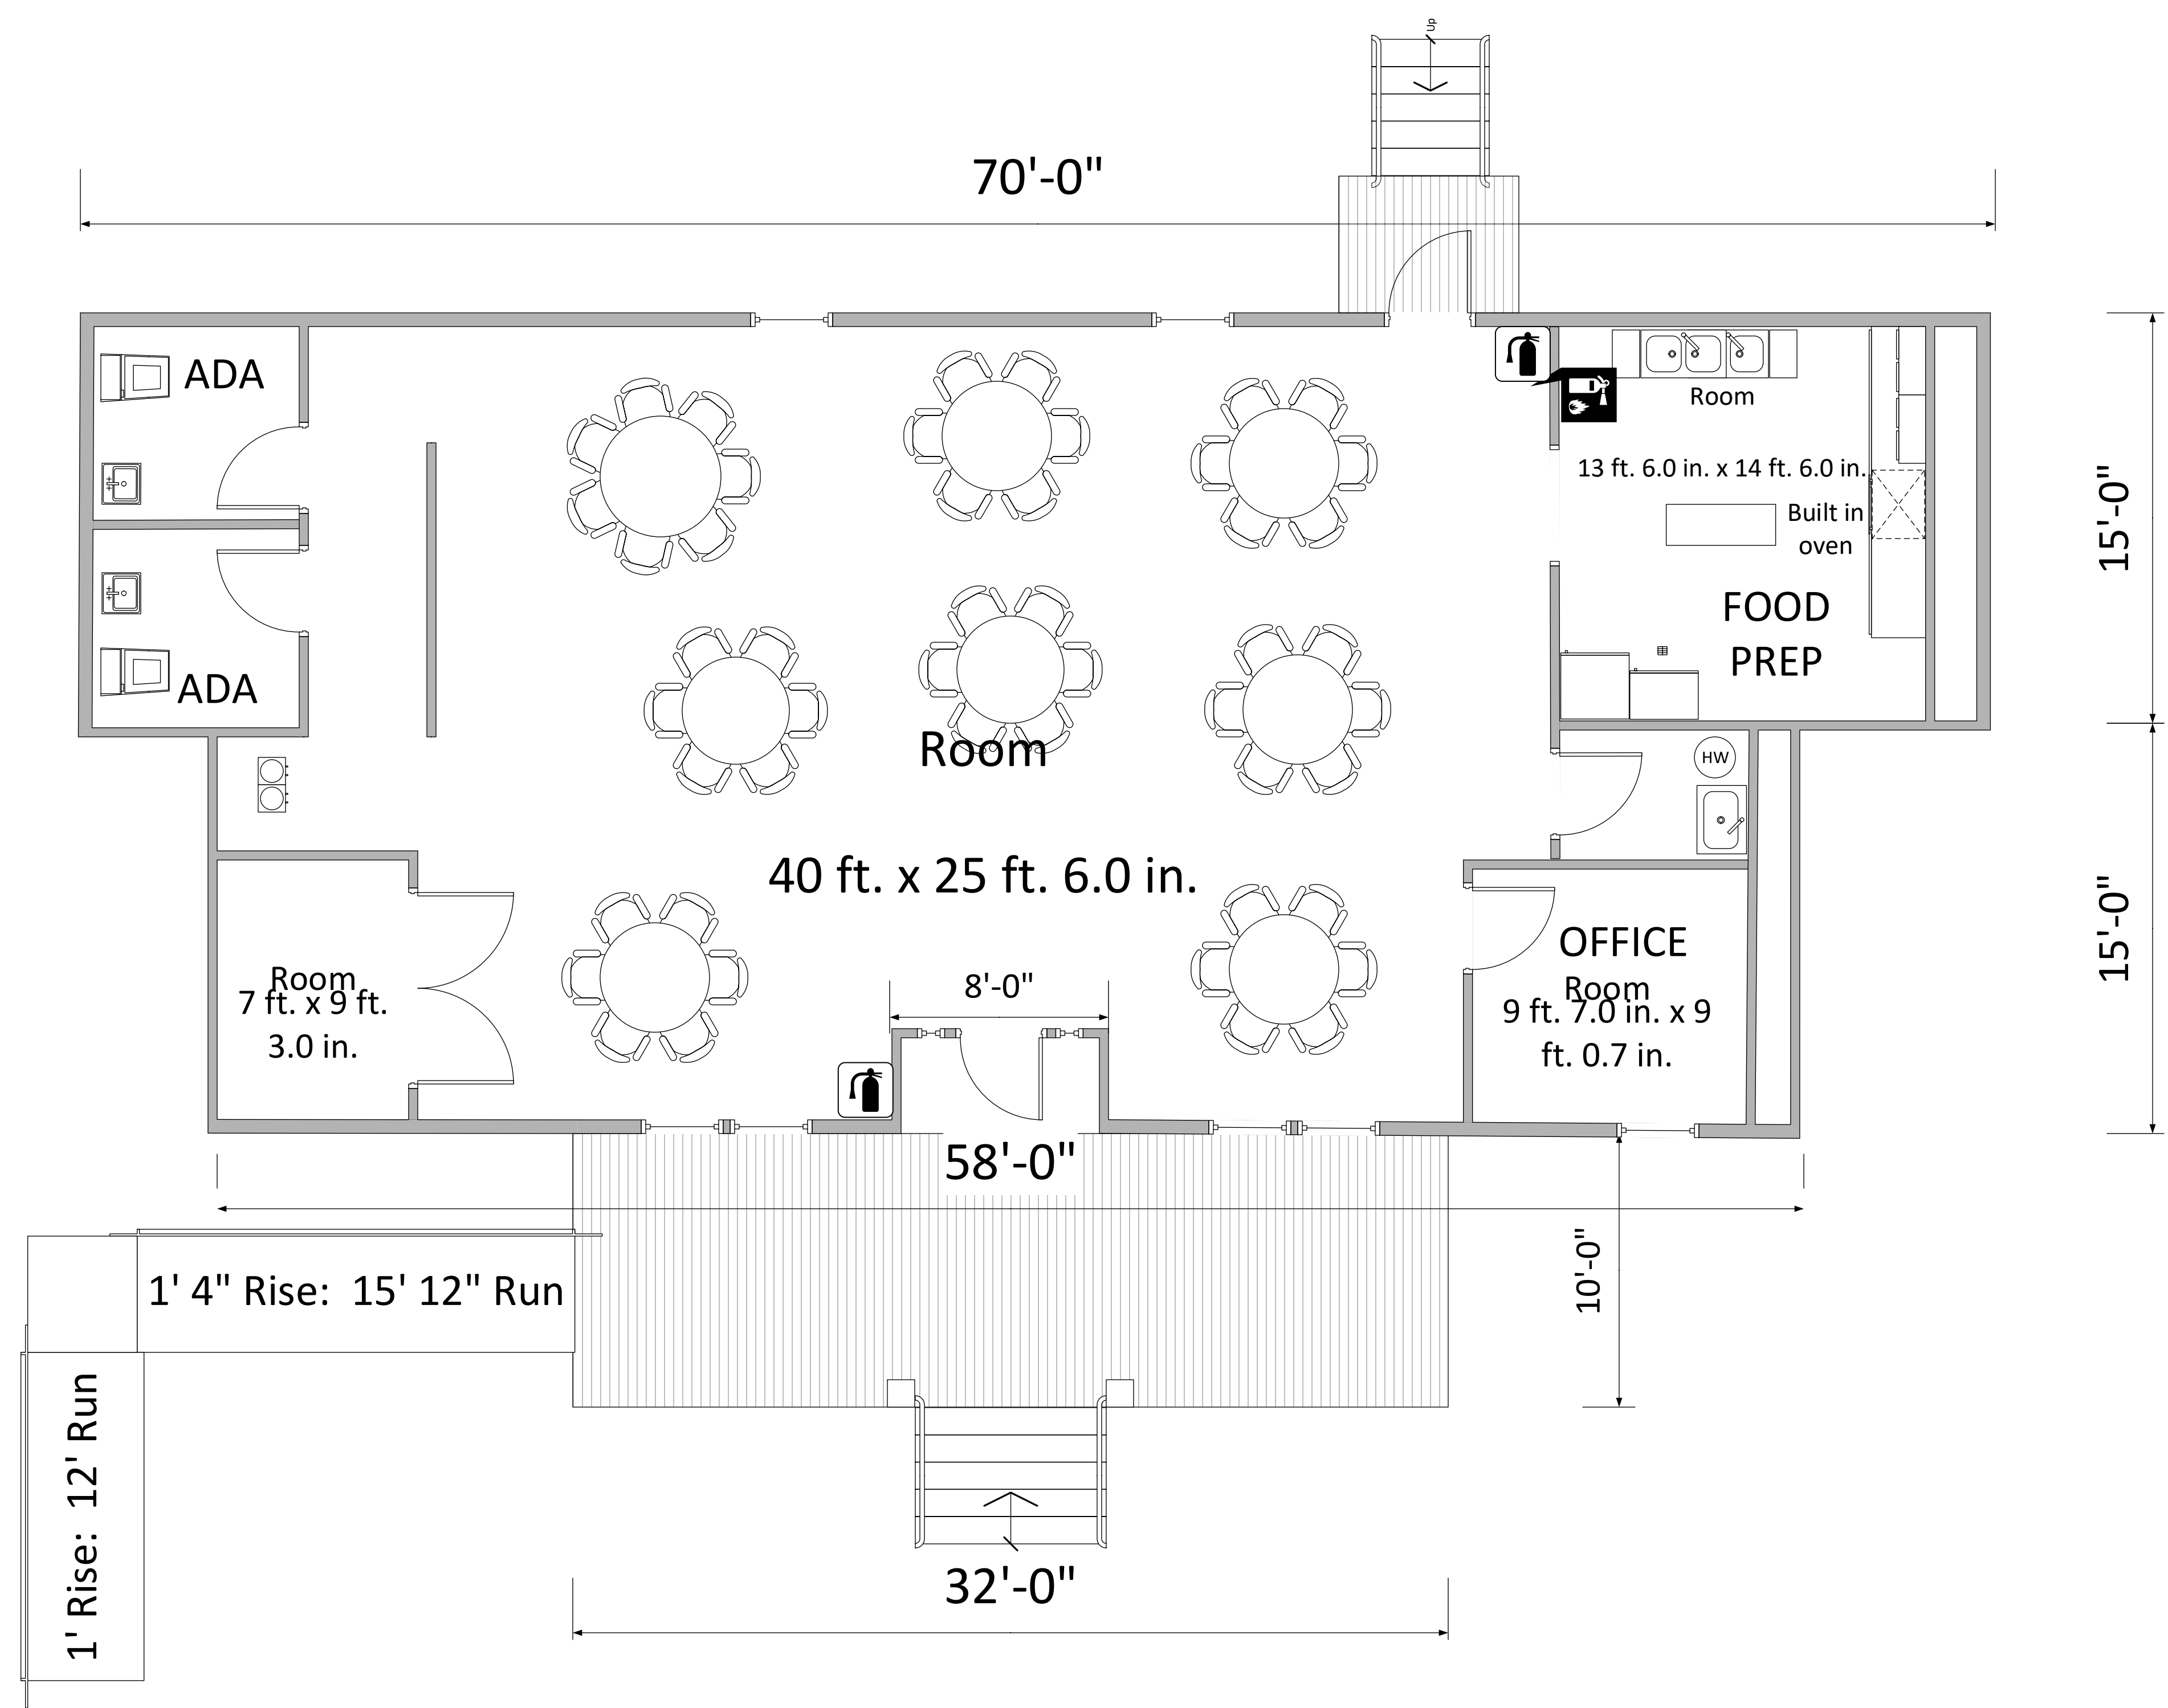 Up
70'-0"
ADA
Room
13 ft. 6.0 in. x 14 ft. 6.0 in.
Built in
oven
15'-0"
FOOD
PREP
ADA
Room
HW
40 ft. x 25 ft. 6.0 in.
15'-0"
OFFICE
Room
7 ft. x 9 ft.
3.0 in.
8'-0"
Room
9 ft. 7.0 in. x 9
ft. 0.7 in.
58'-0"
10'-0"
1' 4" Rise:  15' 12" Run
1' Rise:  12' Run
32'-0"